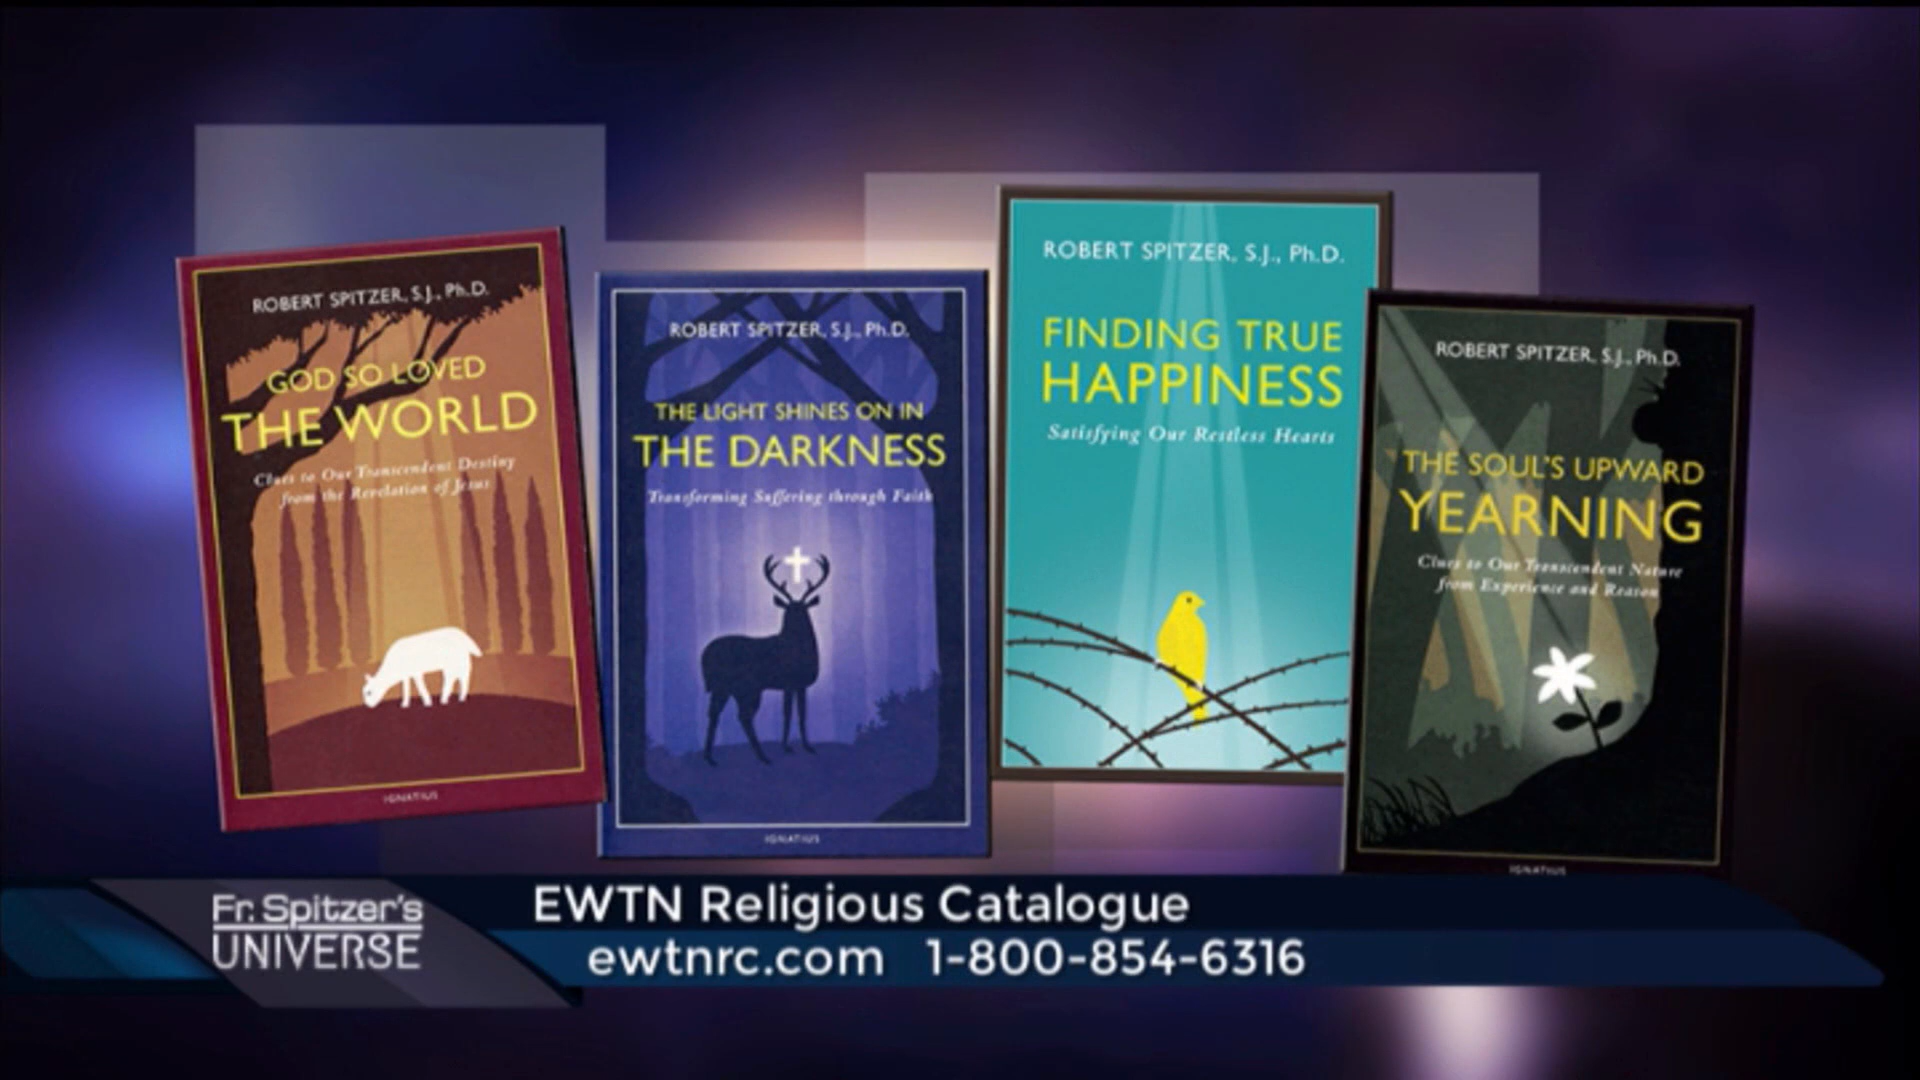 ROBERT SPITZER, S.J., Ph.D.
GOD SO LOVED
THE WORLD
Clues to Our Transcendent Destiny
from the Revelation of Jesus
IGNATIUS
ROBERT SPITZER, S.J., Ph.D.
THE LIGHT SHINES ON IN
THE DARKNESS
Transforming Suffering through Faith
IGNATIUS
ROBERT SPITZER, S.J., Ph.D.
FINDING TRUE
HAPPINESS
Satisfying Our Restless Hearts
ROBERT SPITZER, S.J., Ph.D.
THE SOUL'S UPWARD
YEARNING
Clues to Our Transcendent Nature
from Experience and Reason
IGNATIUS
Fr. Spitzer's
UNIVERSE
EWTN Religious Catalogue
ewtnrc.com 1-800-854-6316